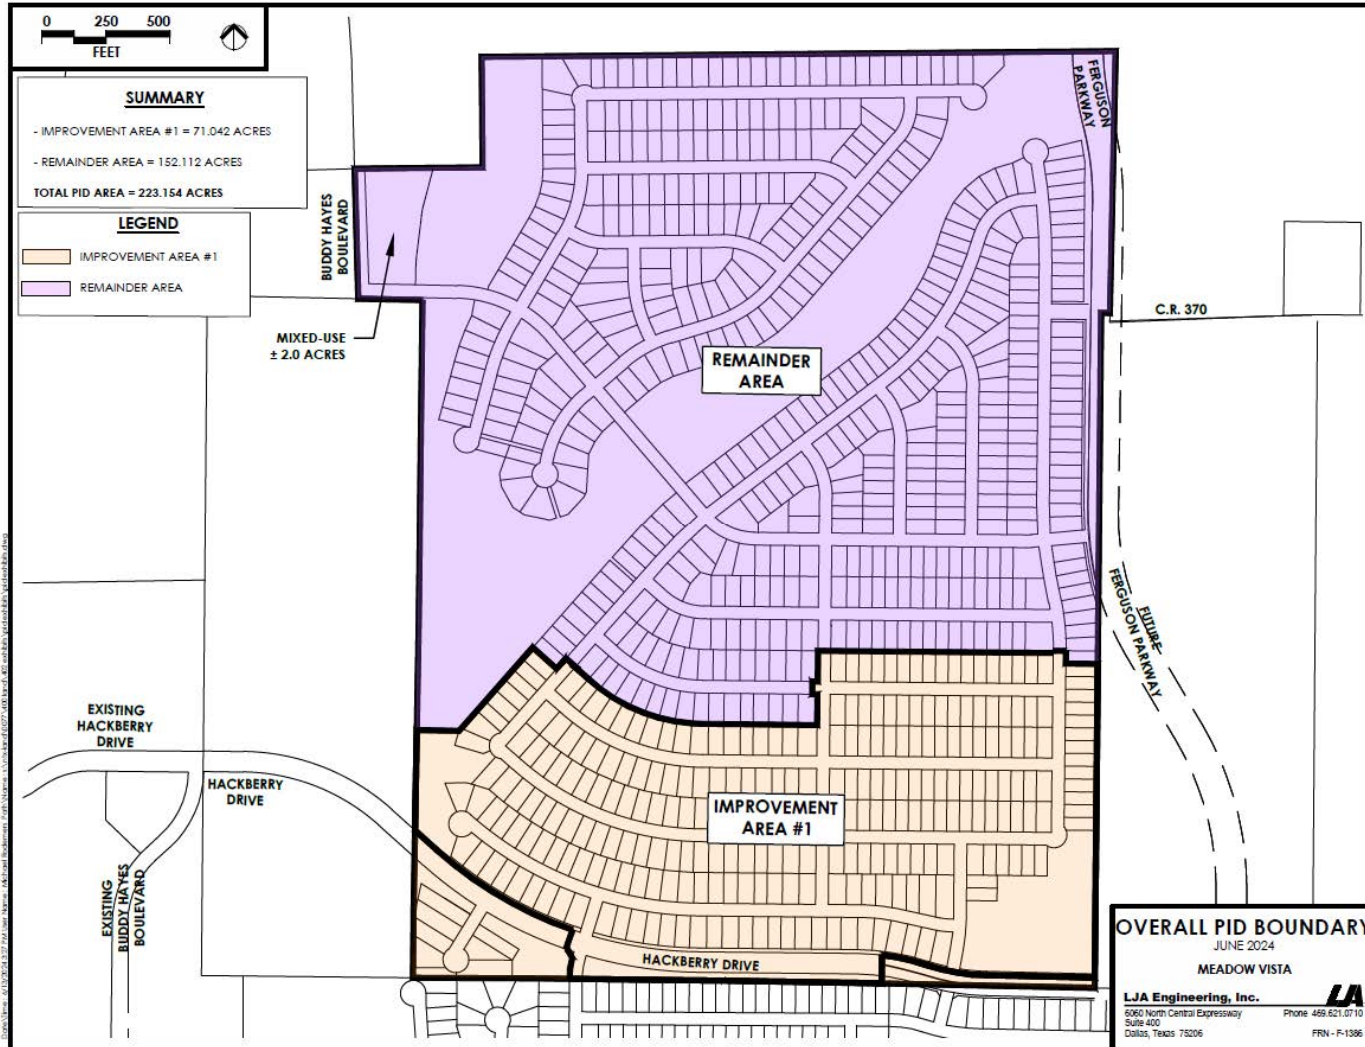 0 250 500
FEET
SUMMARY
- IMPROVEMENT AREA #1 = 71.042 ACRES
- REMAINDER AREA = 152.112 ACRES
TOTAL PID AREA = 223.154 ACRES
LEGEND
IMPROVEMENT AREA #1
REMAINDER AREA
BUDDY HAYES
BOULEVARD
MIXED-USE
± 2.0 ACRES
FERGUSON
PARKWAY
C.R. 370
REMAINDER
AREA
FUTURE
FERGUSON PARKWAY
EXISTING
HACKBERRY
DRIVE
HACKBERRY
DRIVE
EXISTING
BUDDY HAYES
BOULEVARD
IMPROVEMENT
AREA #1
HACKBERRY DRIVE
OVERALL PID BOUNDARY
JUNE 2024
MEADOW VISTA
LJA Engineering, Inc.
LJA
6060 North Central Expressway
Suite 400
Dallas, Texas 75206
Phone 469.621.0710
FRN - F-1386